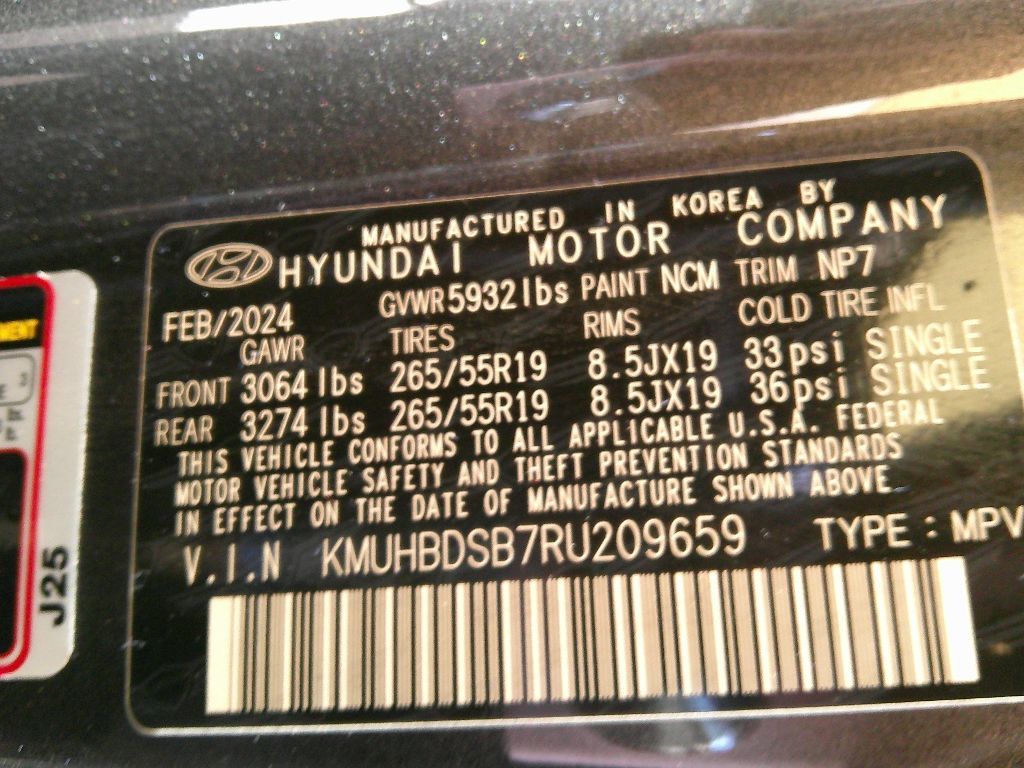 MANUFACTURED IN KOREA BY
HYUNDAI MOTOR COMPANY
FEB/2024 GVWR 5932 lbs PAINT NCM TRIM NP7
GAWR TIRES RIMS COLD TIRE INFL
FRONT 3064 lbs 265/55R19 8.5JX19 33psi SINGLE
REAR 3274 lbs 265/55R19 8.5JX19 36psi SINGLE
THIS VEHICLE CONFORMS TO ALL APPLICABLE U.S.A. FEDERAL
MOTOR VEHICLE SAFETY AND THEFT PREVENTION STANDARDS
IN EFFECT ON THE DATE OF MANUFACTURE SHOWN ABOVE
V.I.N KMUHBDSB7RU209659 TYPE : MPV
J25